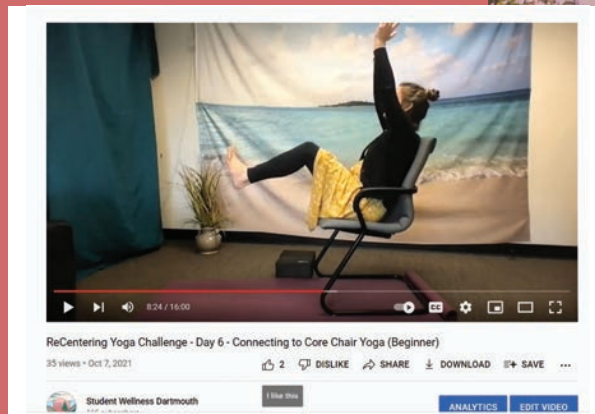 8:24 / 16:00
CC
ReCentering Yoga Challenge - Day 6 - Connecting to Core Chair Yoga (Beginner)
35 views • Oct 7, 2021 2 DISLIKE SHARE DOWNLOAD SAVE ...
I like this
Student Wellness Dartmouth ANALYTICS EDIT VIDEO